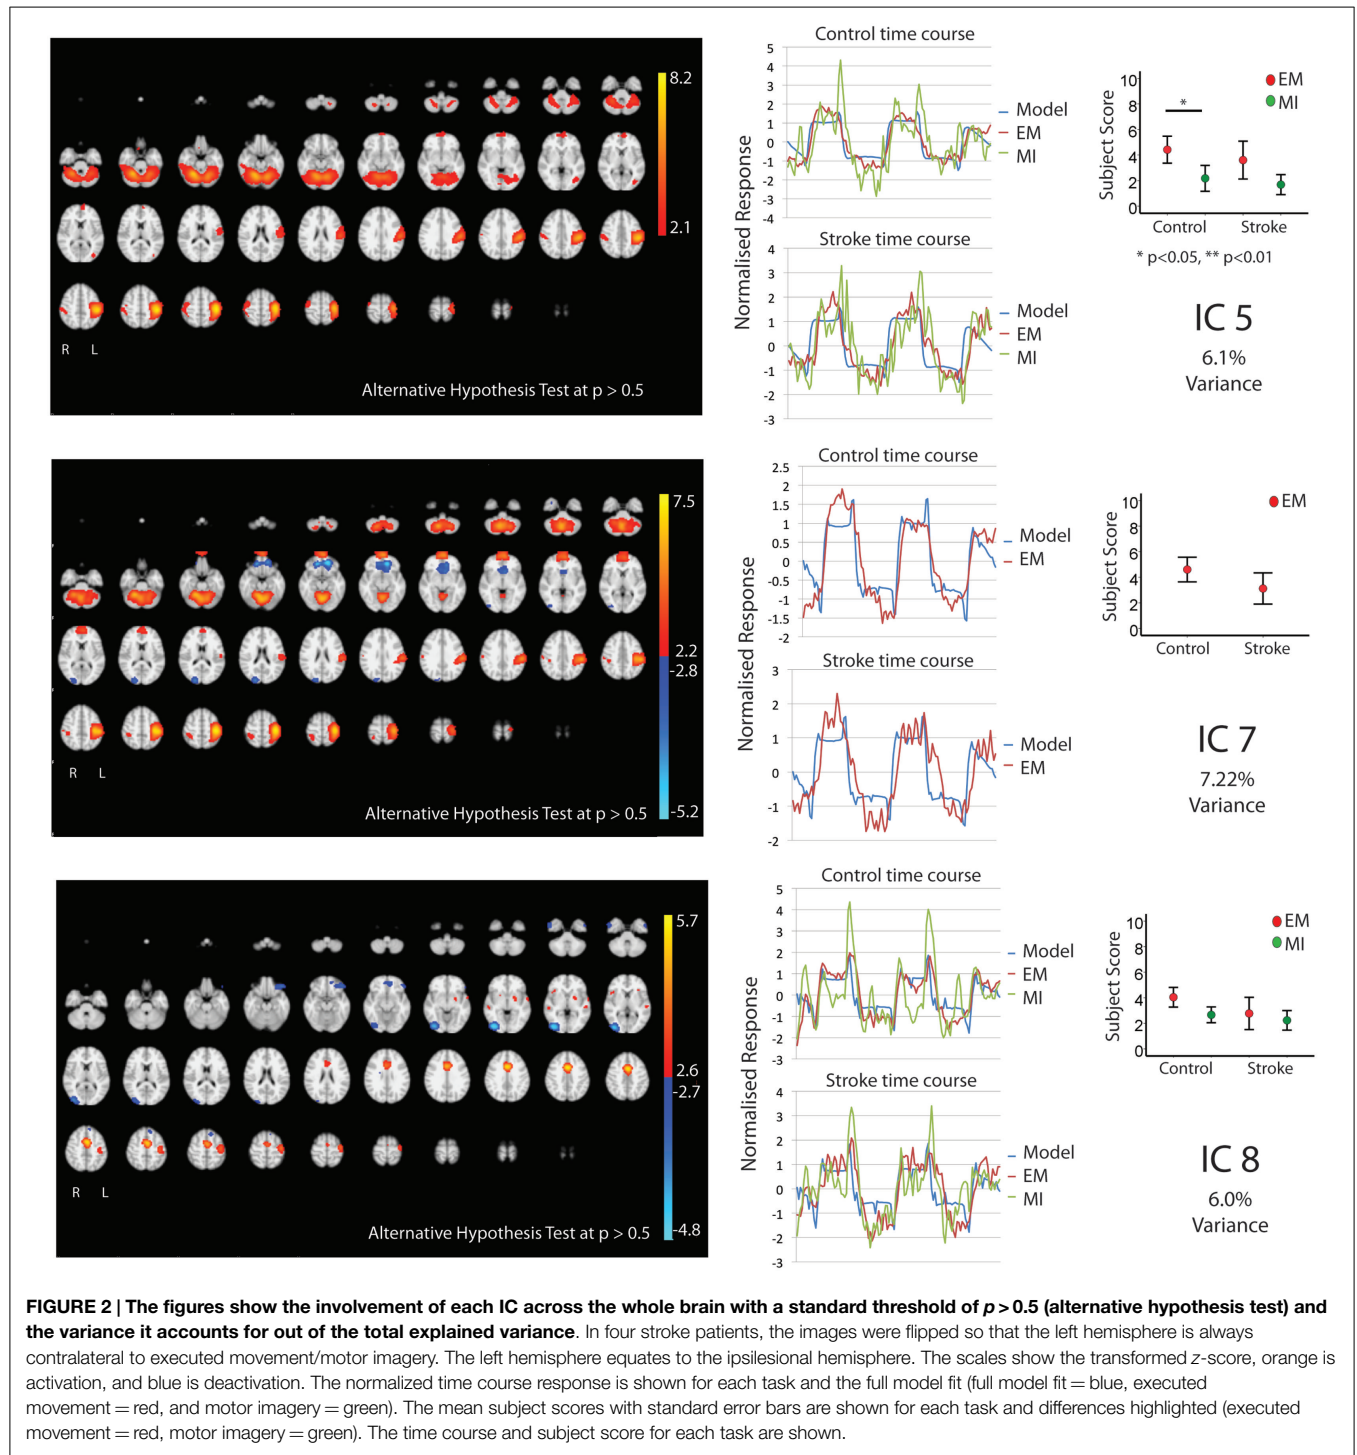 8.2
2.1
R L
Alternative Hypothesis Test at p > 0.5
Control time course
5
4
3
2
1
0
-1
-2
-3
-4
Model
EM
MI
Normalised Response
Stroke time course
4
3
2
1
0
-1
-2
-3
Model
EM
MI
10
8
6
4
2
0
Subject Score
EM
MI
*
Control Stroke
* p<0.05, ** p<0.01
IC 5
6.1%
Variance
7.5
2.2
-2.8
-5.2
R L
Alternative Hypothesis Test at p > 0.5
Control time course
2.5
2
1.5
1
0.5
0
-0.5
-1
-1.5
-2
Model
EM
Normalised Response
Stroke time course
3
2
1
0
-1
-2
Model
EM
10
8
6
4
2
0
Subject Score
EM
Control Stroke
IC 7
7.22%
Variance
5.7
2.6
-2.7
-4.8
R L
Alternative Hypothesis Test at p > 0.5
Control time course
5
4
3
2
1
0
-1
-2
-3
Model
EM
MI
Normalised Response
Stroke time course
4
3
2
1
0
-1
-2
-3
Model
EM
MI
10
8
6
4
2
0
Subject Score
EM
MI
Control Stroke
IC 8
6.0%
Variance
FIGURE 2 | The figures show the involvement of each IC across the whole brain with a standard threshold of p > 0.5 (alternative hypothesis test) and
the variance it accounts for out of the total explained variance. In four stroke patients, the images were flipped so that the left hemisphere is always
contralateral to executed movement/motor imagery. The left hemisphere equates to the ipsilesional hemisphere. The scales show the transformed z-score, orange is
activation, and blue is deactivation. The normalized time course response is shown for each task and the full model fit (full model fit = blue, executed
movement = red, and motor imagery = green). The mean subject scores with standard error bars are shown for each task and differences highlighted (executed
movement = red, motor imagery = green). The time course and subject score for each task are shown.